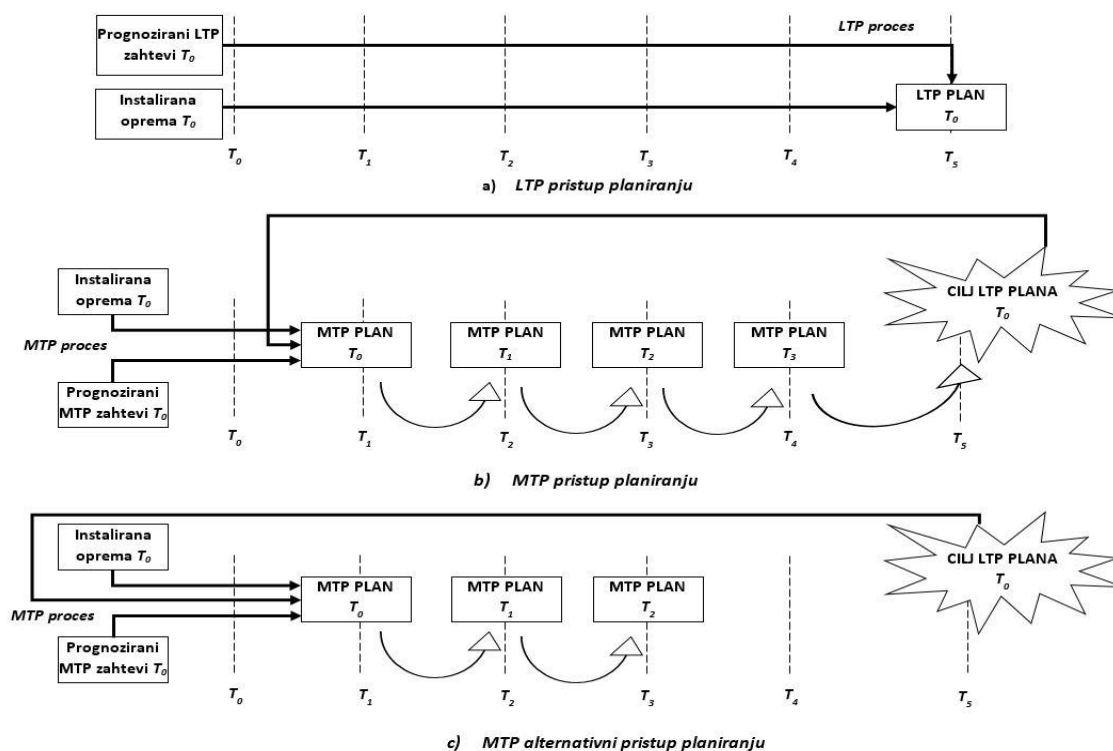 Prognozirani LTP
zahtevi T₀
LTP proces
Instalirana
oprema T₀
LTP PLAN
T₀
T₀ T₁ T₂ T₃ T₄ T₅
a) LTP pristup planiranju
Instalirana
oprema T₀
CILJ LTP PLANA
T₀
MTP proces
MTP PLAN
T₀
MTP PLAN
T₁
MTP PLAN
T₂
MTP PLAN
T₃
Prognozirani
MTP zahtevi T₀
T₀ T₁ T₂ T₃ T₄ T₅
b) MTP pristup planiranju
Instalirana
oprema T₀
CILJ LTP PLANA
T₀
MTP proces
MTP PLAN
T₀
MTP PLAN
T₁
MTP PLAN
T₂
Prognozirani
MTP zahtevi T₀
T₀ T₁ T₂ T₃ T₄ T₅
c) MTP alternativni pristup planiranju